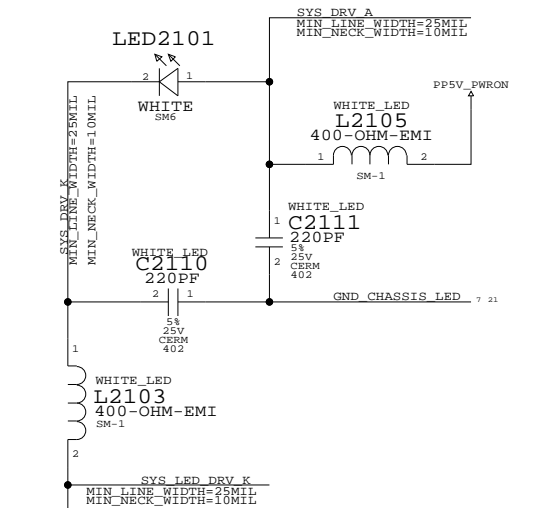 SYS_DRV_A
MIN_LINE_WIDTH=25MIL
MIN_NECK_WIDTH=10MIL
LED2101
2
1
WHITE
SM6
PP5V_PWRON
WHITE_LED
L2105
400-OHM-EMI
1
2
SM-1
SYS_DRV_K
MIN_LINE_WIDTH=25MIL
MIN_NECK_WIDTH=10MIL
WHITE_LED
1
C2111
220PF
5%
25V
2
CERM
402
WHITE_LED
C2110
220PF
2
1
5%
25V
CERM
402
GND_CHASSIS_LED
7 21
1
WHITE_LED
L2103
400-OHM-EMI
SM-1
2
SYS_LED_DRV_K
MIN_LINE_WIDTH=25MIL
MIN_NECK_WIDTH=10MIL